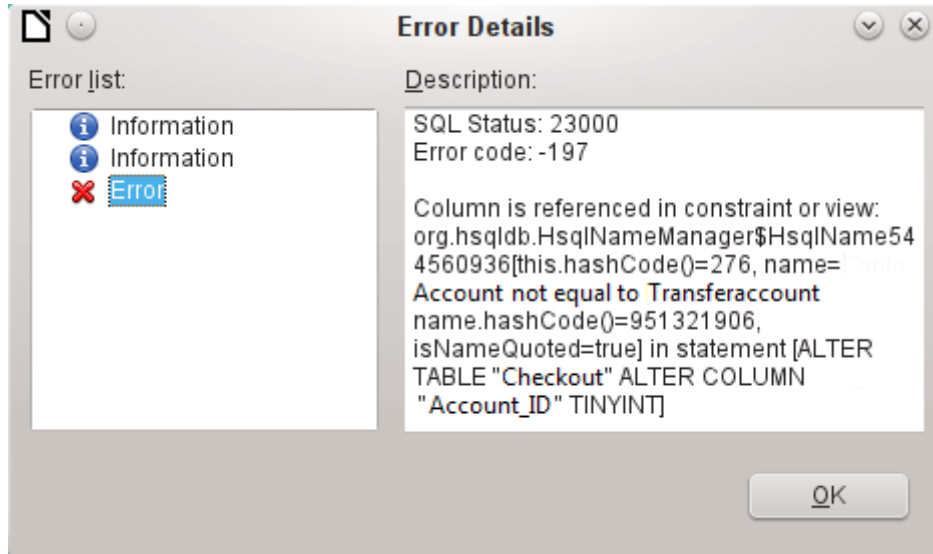 Error Details
Error list:
Information
Information
Error
Description:
SQL Status: 23000
Error code: -197
Column is referenced in constraint or view:
org.hsqldb.HsqlNameManager$HsqlName54
4560936[this.hashCode()=276, name=
Account not equal to Transferaccount
name.hashCode()=951321906,
isNameQuoted=true] in statement [ALTER
TABLE "Checkout" ALTER COLUMN
"Account_ID" TINYINT]
OK